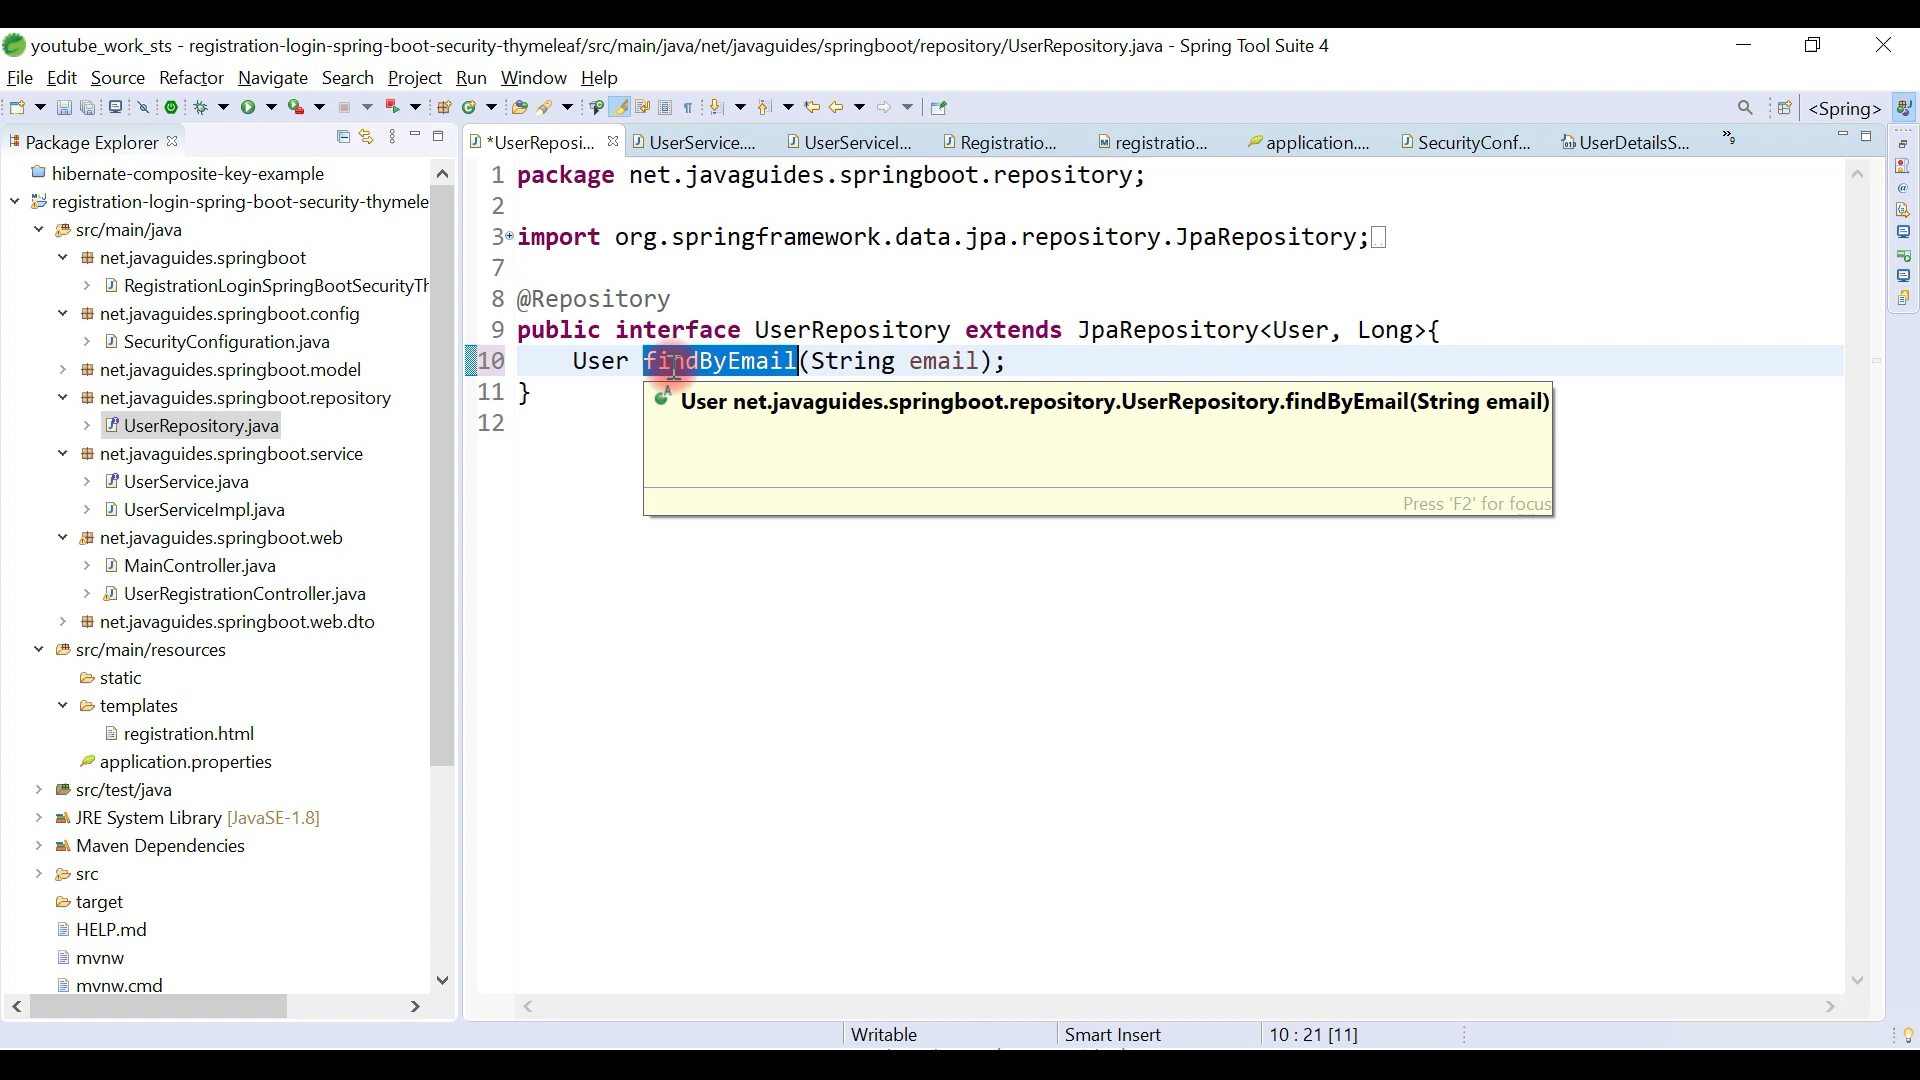 youtube_work_sts - registration-login-spring-boot-security-thymeleaf/src/main/java/net/javaguides/springboot/repository/UserRepository.java - Spring Tool Suite 4
File Edit Source Refactor Navigate Search Project Run Window Help
<Spring>
Package Explorer
*UserReposi... UserService.... UserServiceI... Registratio... registratio... application.... SecurityConf... UserDetailsS... »9
hibernate-composite-key-example
registration-login-spring-boot-security-thymele
src/main/java
net.javaguides.springboot
RegistrationLoginSpringBootSecurityTh
net.javaguides.springboot.config
SecurityConfiguration.java
net.javaguides.springboot.model
net.javaguides.springboot.repository
UserRepository.java
net.javaguides.springboot.service
UserService.java
UserServiceImpl.java
net.javaguides.springboot.web
MainController.java
UserRegistrationController.java
net.javaguides.springboot.web.dto
src/main/resources
static
templates
registration.html
application.properties
src/test/java
JRE System Library [JavaSE-1.8]
Maven Dependencies
src
target
HELP.md
mvnw
mvnw.cmd
1 package net.javaguides.springboot.repository;
2
3 import org.springframework.data.jpa.repository.JpaRepository;
7
8 @Repository
9 public interface UserRepository extends JpaRepository<User, Long>{
10 User findByEmail(String email);
11 }
12
User net.javaguides.springboot.repository.UserRepository.findByEmail(String email)
Press 'F2' for focus
Writable Smart Insert 10 : 21 [11]